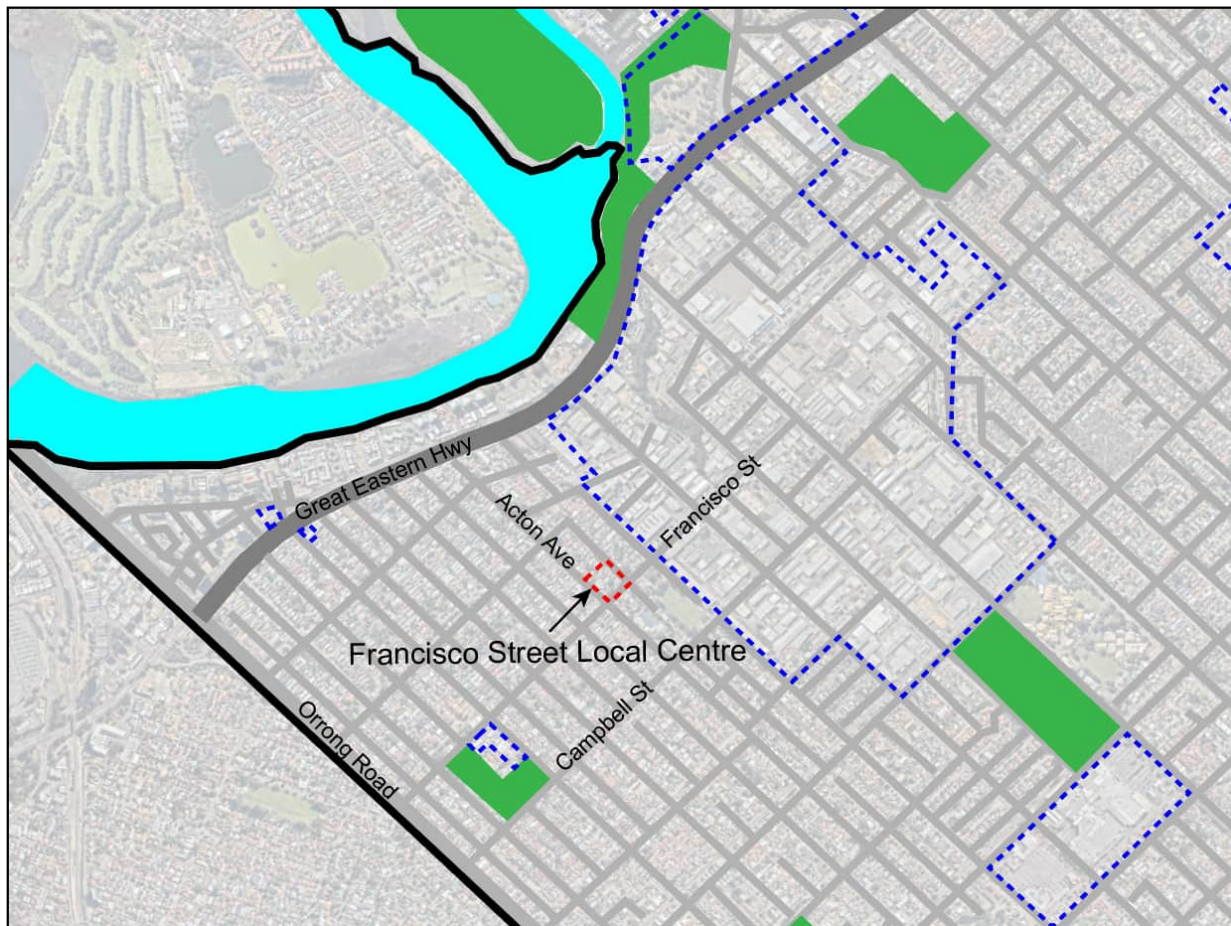 Great Eastern Hwy
Acton Ave
Francisco St
Francisco Street Local Centre
Campbell St
Orrong Road